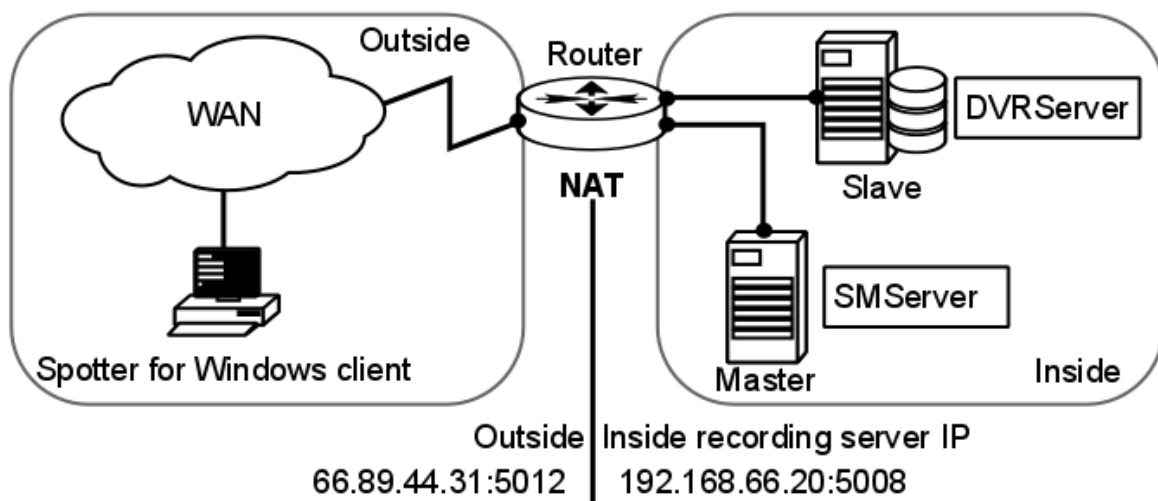 Outside
Router
WAN
DVRServer
NAT
Slave
SMServer
Spotter for Windows client
Master
Inside
Outside Inside recording server IP
66.89.44.31:5012 192.168.66.20:5008